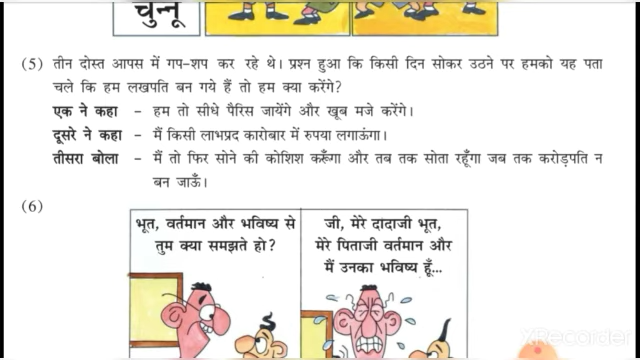 चुन्नू
(5) तीन दोस्त आपस में गप-शप कर रहे थे। प्रश्न हुआ कि किसी दिन सोकर उठने पर हमको यह पता
चले कि हम लखपति बन गये हैं तो हम क्या करेंगे?
एक ने कहा - हम तो सीधे पैरिस जायेंगे और खूब मजे करेंगे।
दूसरे ने कहा - मैं किसी लाभप्रद कारोबार में रुपया लगाऊंगा।
तीसरा बोला - मैं तो फिर सोने की कोशिश करूँगा और तब तक सोता रहूँगा जब तक करोड़पति न
बन जाऊँ।
(6)
भूत, वर्तमान और भविष्य से
तुम क्या समझते हो?
जी, मेरे दादाजी भूत,
मेरे पिताजी वर्तमान और
मैं उनका भविष्य हूँ...
XRecorder